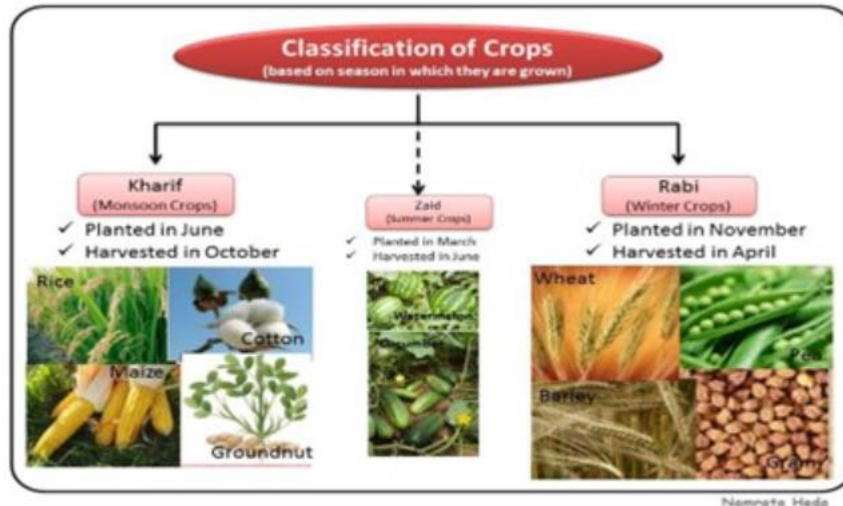 Classification of Crops
(based on season in which they are grown)
Kharif
(Monsoon Crops)
✓ Planted in June
✓ Harvested in October
Rice
Cotton
Maize
Groundnut
Zaid
(Summer Crops)
✓ Planted in March
✓ Harvested in June
Watermelon
Cucumber
Rabi
(Winter Crops)
✓ Planted in November
✓ Harvested in April
Wheat
Pea
Barley
Gram